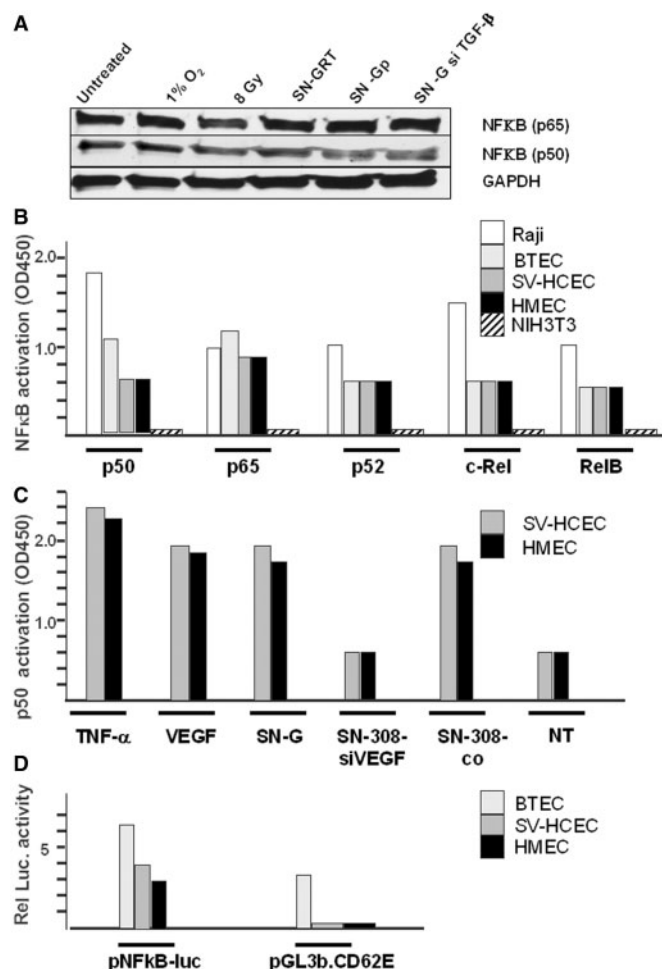 A
Untreated
1% O2
8 Gy
SN-GRT
SN -Gp
SN -G si TGF-β
NFKB (p65)
NFKB (p50)
GAPDH
B
NFκB activation (OD450)
2.0
1.0
Raji
BTEC
SV-HCEC
HMEC
NIH3T3
p50 p65 p52 c-Rel RelB
C
p50 activation (OD450)
2.0
1.0
SV-HCEC
HMEC
TNF-α VEGF SN-G SN-308- SN-308- NT
siVEGF co
D
Rel Luc. activity
5
BTEC
SV-HCEC
HMEC
pNFkB-luc pGL3b.CD62E